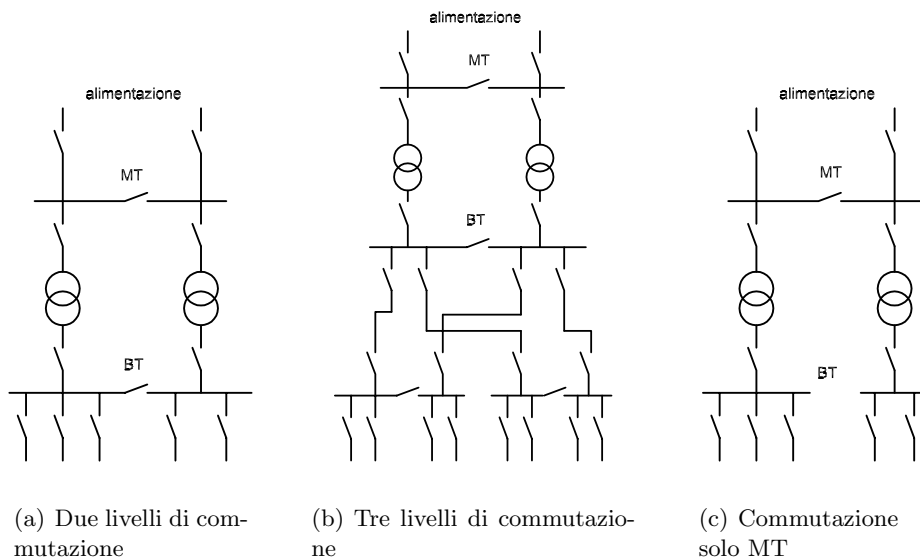 alimentazione
MT
BT
(a) Due livelli di com-
mutazione
alimentazione
MT
BT
(b) Tre livelli di commutazio-
ne
alimentazione
MT
BT
(c) Commutazione
solo MT